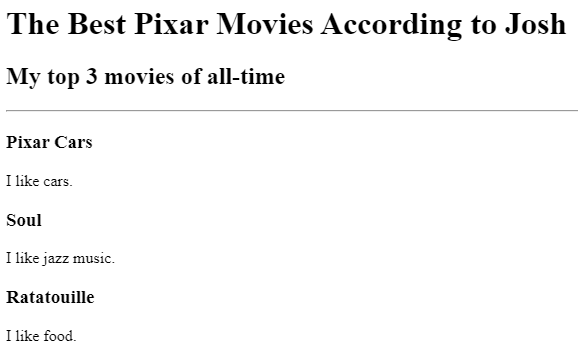 The Best Pixar Movies According to Josh
My top 3 movies of all-time
Pixar Cars
I like cars.
Soul
I like jazz music.
Ratatouille
I like food.